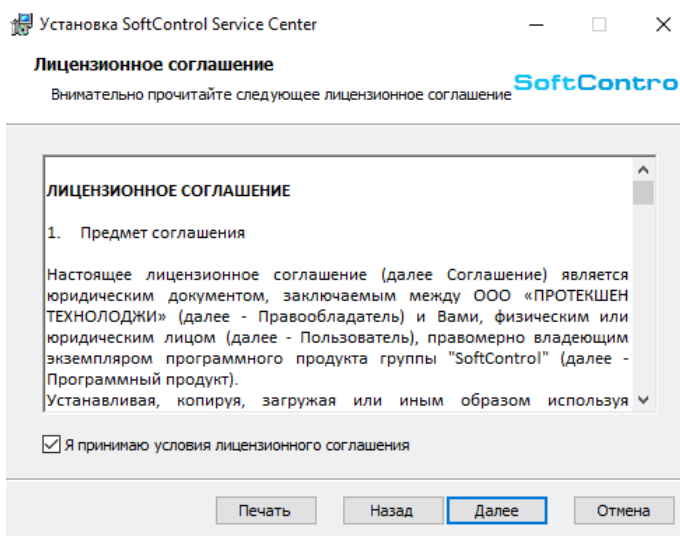 Установка SoftControl Service Center
Лицензионное соглашение
Внимательно прочитайте следующее лицензионное соглашение
SoftContro
ЛИЦЕНЗИОННОЕ СОГЛАШЕНИЕ
1. Предмет соглашения
Настоящее лицензионное соглашение (далее Соглашение) является
юридическим документом, заключаемым между ООО «ПРОТЕКШЕН
ТЕХНОЛОДЖИ» (далее - Правообладатель) и Вами, физическим или
юридическим лицом (далее - Пользователь), правомерно владеющим
экземпляром программного продукта группы "SoftControl" (далее -
Программный продукт).
Устанавливая, копируя, загружая или иным образом используя
Я принимаю условия лицензионного соглашения
Печать
Назад
Далее
Отмена